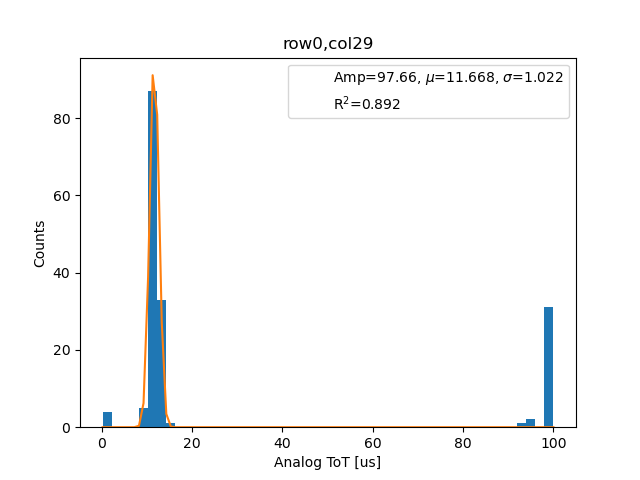 row0,col29
Amp=97.66, μ=11.668, σ=1.022
R²=0.892
Counts
80
60
40
20
0
0 20 40 60 80 100
Analog ToT [us]